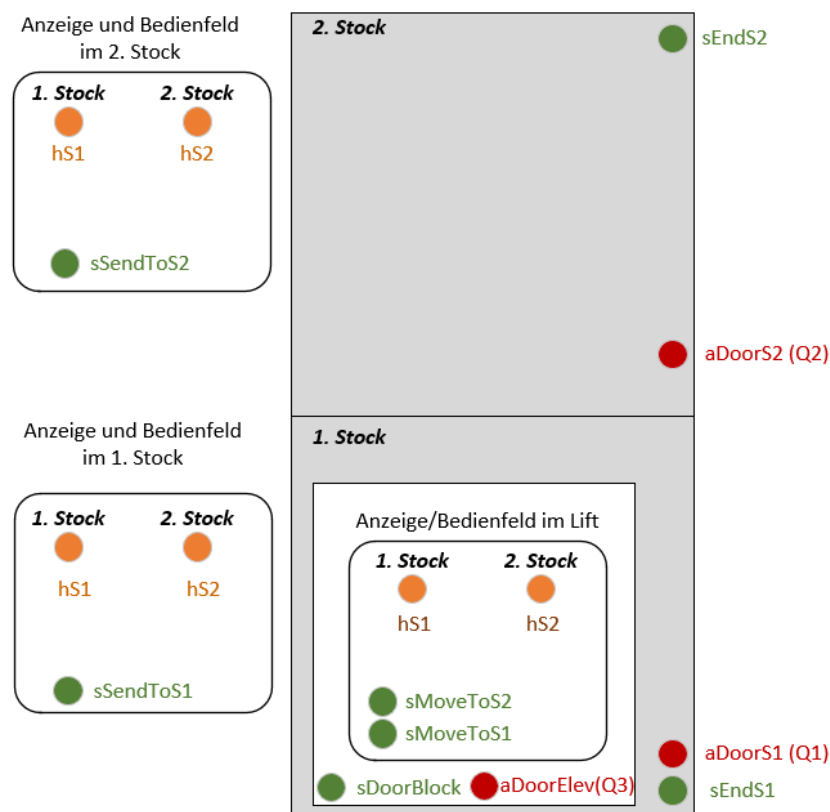 Anzeige und Bedienfeld
im 2. Stock
1. Stock
2. Stock
hS1
hS2
sSendToS2
2. Stock
sEndS2
aDoorS2 (Q2)
Anzeige und Bedienfeld
im 1. Stock
1. Stock
2. Stock
hS1
hS2
sSendToS1
1. Stock
Anzeige/Bedienfeld im Lift
1. Stock
2. Stock
hS1
hS2
sMoveToS2
sMoveToS1
sDoorBlock
aDoorElev(Q3)
aDoorS1 (Q1)
sEndS1